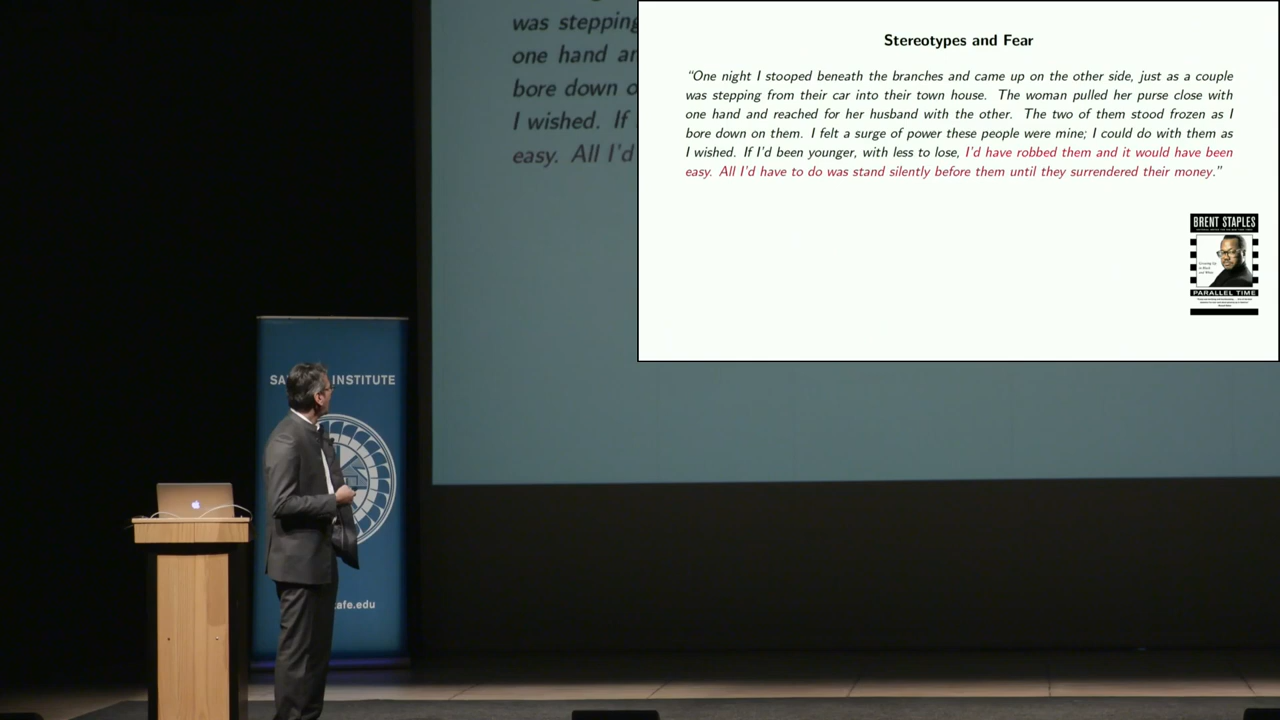 Stereotypes and Fear
“One night I stooped beneath the branches and came up on the other side, just as a couple
was stepping from their car into their town house. The woman pulled her purse close with
one hand and reached for her husband with the other. The two of them stood frozen as I
bore down on them. I felt a surge of power these people were mine; I could do with them as
I wished. If I’d been younger, with less to lose, I’d have robbed them and it would have been
easy. All I’d have to do was stand silently before them until they surrendered their money.”
BRENT STAPLES
PARALLEL TIME
was stepping
one hand an
bore down o
I wished. If
easy. All I’d
SA INSTITUTE
afe.edu